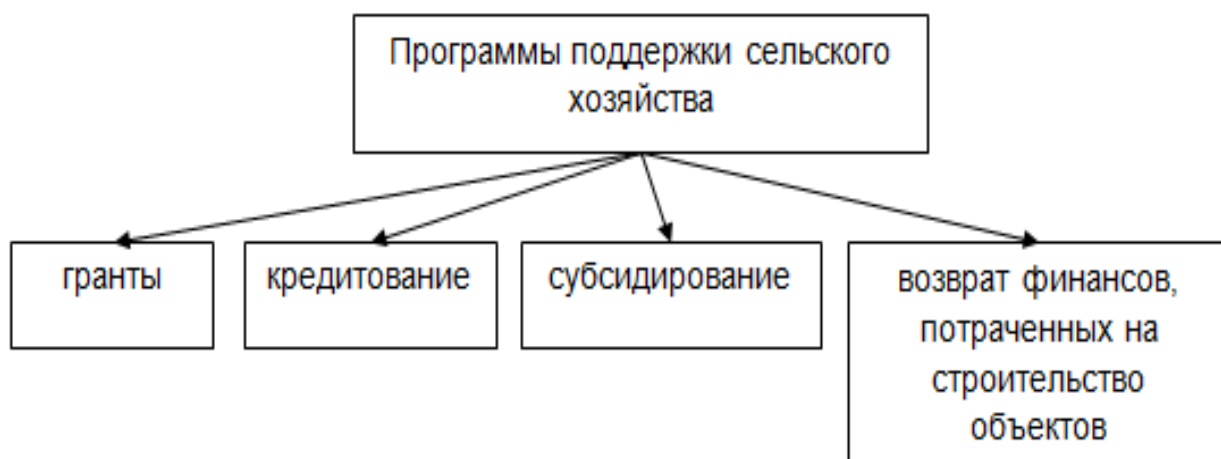 Программы поддержки сельского
хозяйства
гранты
кредитование
субсидирование
возврат финансов,
потраченных на
строительство
объектов